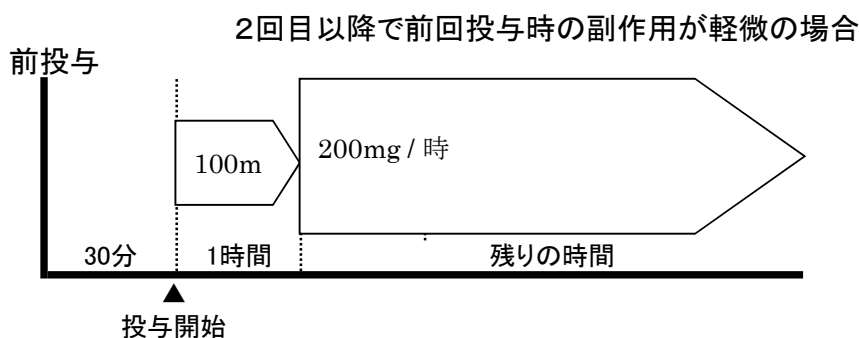 ２回目以降で前回投与時の副作用が軽微の場合
前投与
100m
200mg / 時
30分
1時間
残りの時間
▲
投与開始